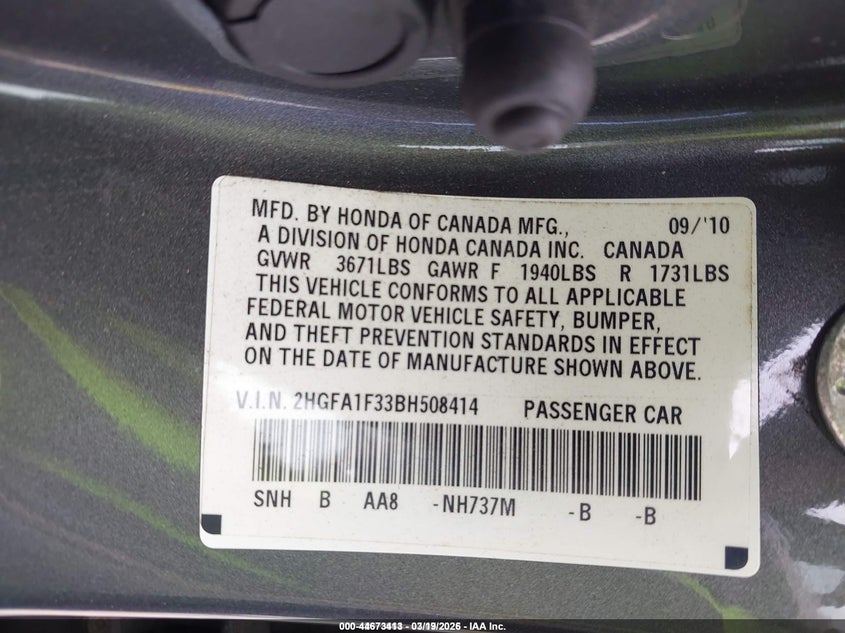 MFD. BY HONDA OF CANADA MFG., 09/'10
A DIVISION OF HONDA CANADA INC. CANADA
GVWR 3671LBS GAWR F 1940LBS R 1731LBS
THIS VEHICLE CONFORMS TO ALL APPLICABLE
FEDERAL MOTOR VEHICLE SAFETY, BUMPER,
AND THEFT PREVENTION STANDARDS IN EFFECT
ON THE DATE OF MANUFACTURE SHOWN ABOVE.
V.I.N. 2HGFA1F33BH508414 PASSENGER CAR
SNH B AA8 -NH737M -B -B
000-44673413 - 03/19/2026 - IAA Inc.